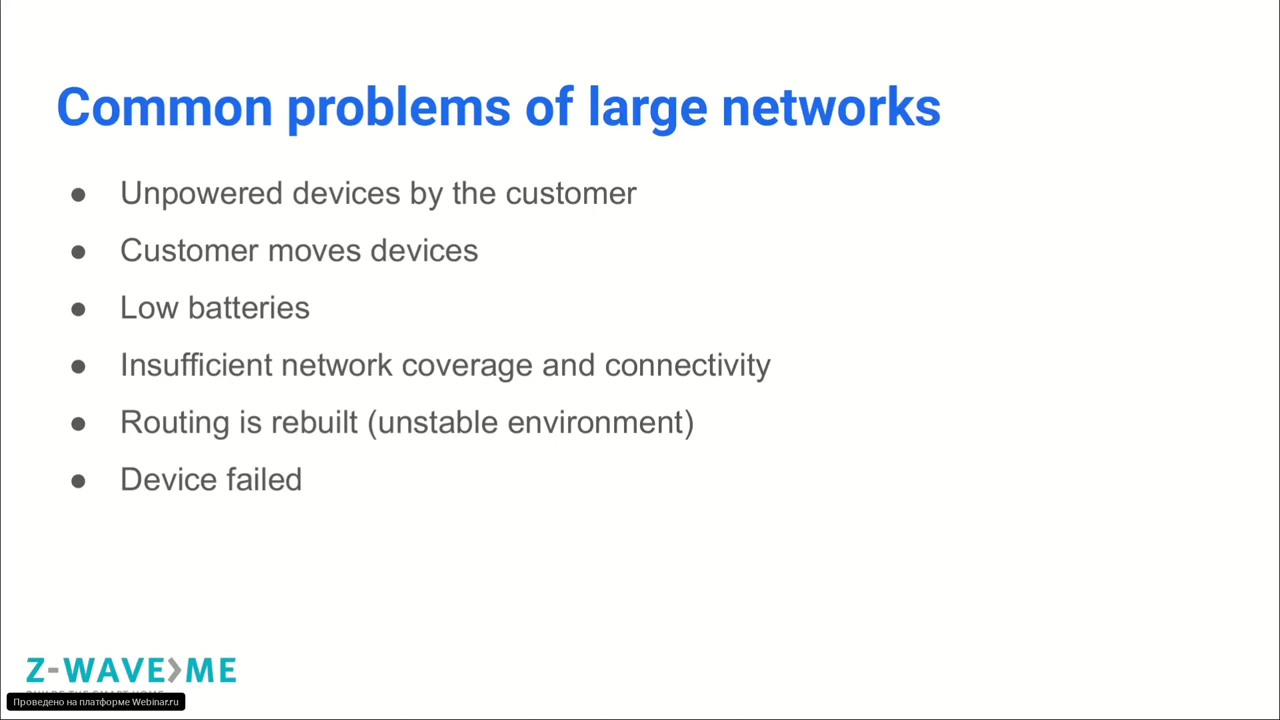 Common problems of large networks
● Unpowered devices by the customer
● Customer moves devices
● Low batteries
● Insufficient network coverage and connectivity
● Routing is rebuilt (unstable environment)
● Device failed
Z-WAVE>ME
Проведено на платформе Webinar.ru